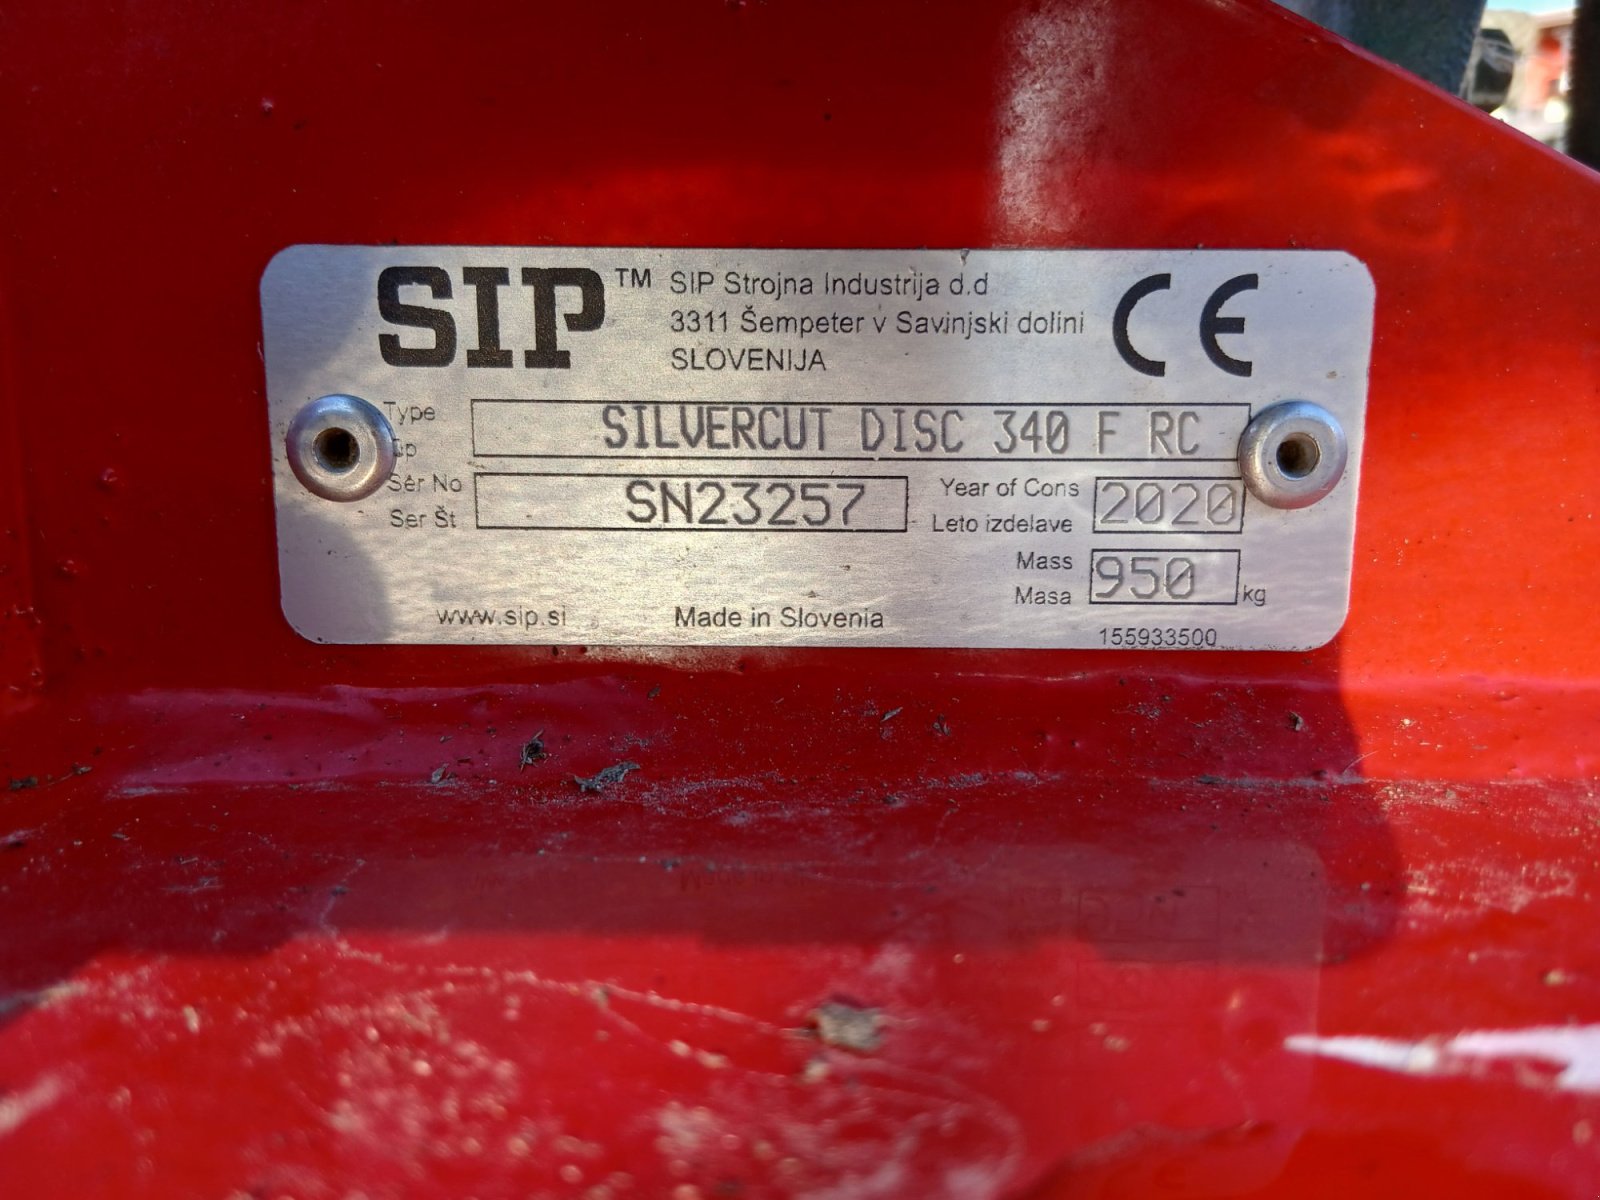 SIP™
SIP Strojna Industrija d.d
3311 Šempeter v Savinjski dolini
SLOVENIJA
CE
Type SILVERCUT DISC 340 F RC
Ser No SN23257
Ser Št
Year of Cons 2020
Leto izdelave
Mass 950 kg
Masa
www.sip.si Made in Slovenia
155933500